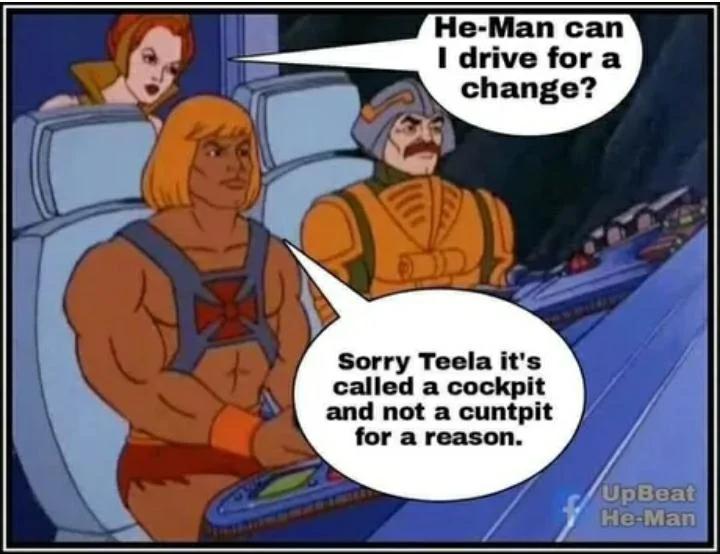 He-Man can
I drive for a
change?
Sorry Teela it's
called a cockpit
and not a cuntpit
for a reason.
UpBeat
He-Man